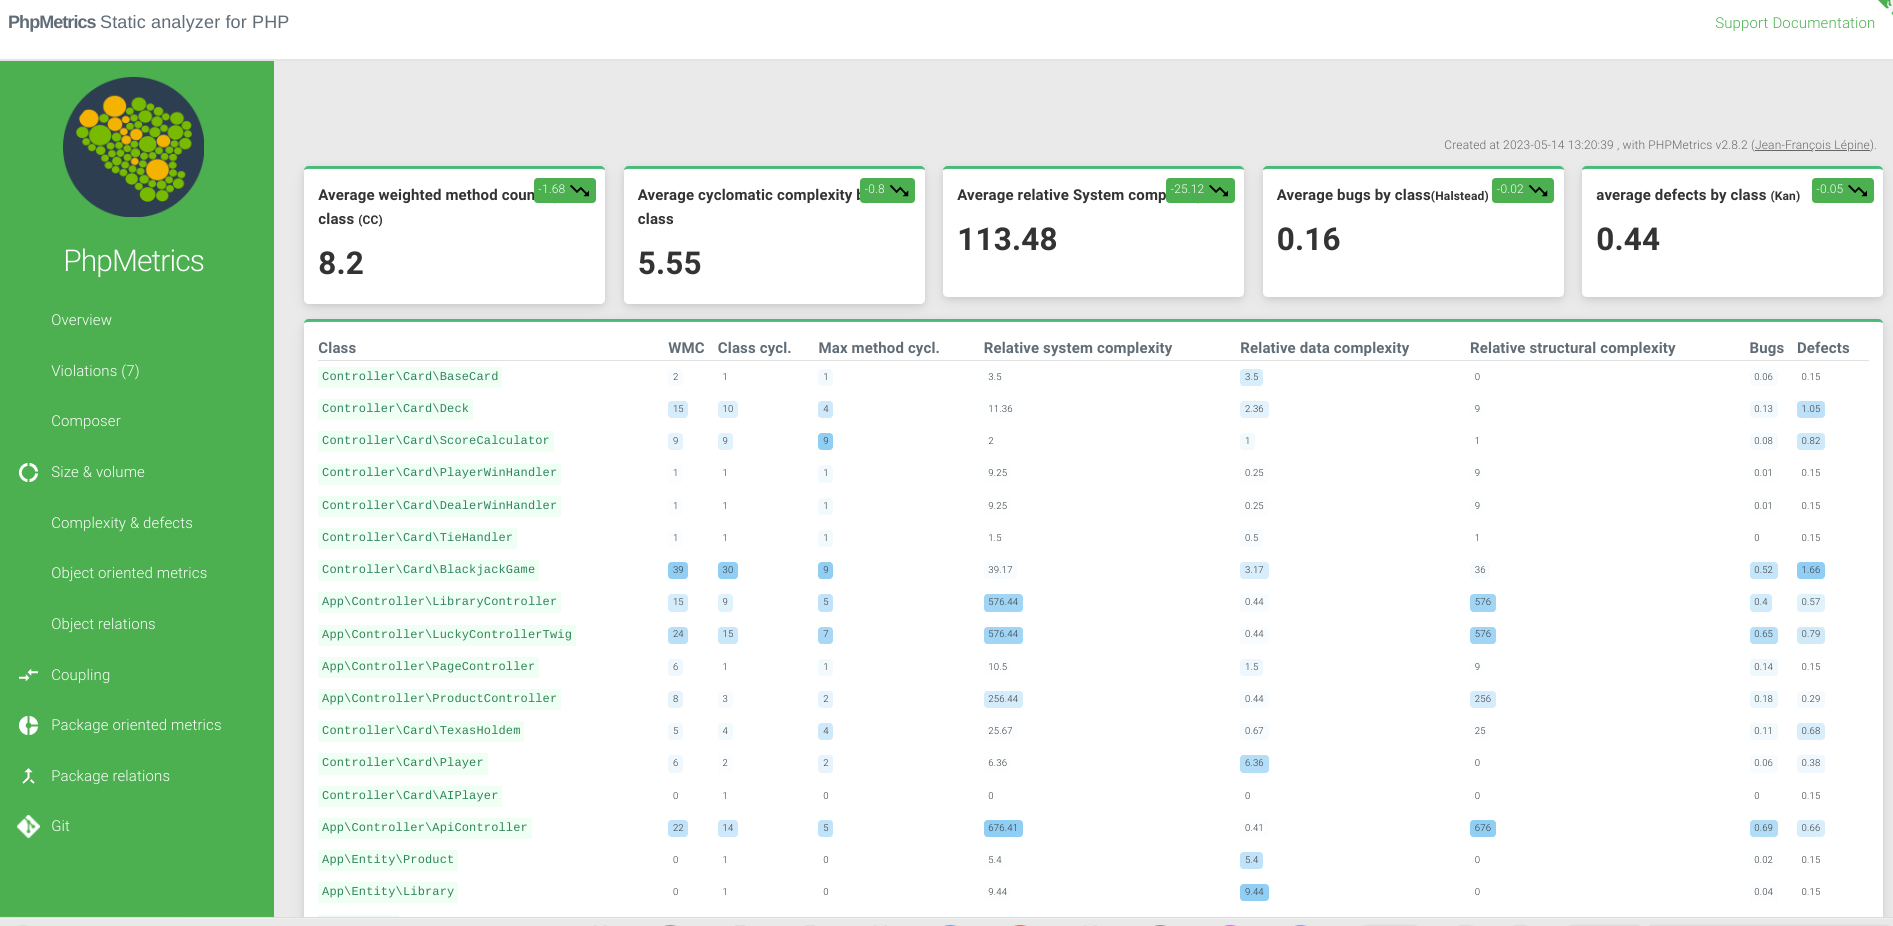 PhpMetrics Static analyzer for PHP
Support Documentation
PhpMetrics
Overview
Violations (7)
Composer
Size & volume
Complexity & defects
Object oriented metrics
Object relations
Coupling
Package oriented metrics
Package relations
Git
Created at 2023-05-14 13:20:39 , with PHPMetrics v2.8.2 (Jean-François Lépine).
Average weighted method coun -1.68
class (CC)
8.2
Average cyclomatic complexity -0.8
class
5.55
Average relative System comp -25.12
113.48
Average bugs by class(Halstead) -0.02
0.16
average defects by class (Kan) -0.05
0.44
Class WMC Class cycl. Max method cycl. Relative system complexity Relative data complexity Relative structural complexity Bugs Defects
Controller\Card\BaseCard 2 1 1 3.5 3.5 0 0.06 0.15
Controller\Card\Deck 15 10 4 11.36 2.36 9 0.13 1.05
Controller\Card\ScoreCalculator 9 9 9 2 1 1 0.08 0.82
Controller\Card\PlayerWinHandler 1 1 1 9.25 0.25 9 0.01 0.15
Controller\Card\DealerWinHandler 1 1 1 9.25 0.25 9 0.01 0.15
Controller\Card\TieHandler 1 1 1 1.5 0.5 1 0 0.15
Controller\Card\BlackjackGame 39 30 9 39.17 3.17 36 0.52 1.66
App\Controller\LibraryController 15 9 5 576.44 0.44 576 0.4 0.57
App\Controller\LuckyControllerTwig 24 15 7 576.44 0.44 576 0.65 0.79
App\Controller\PageController 6 1 1 10.5 1.5 9 0.14 0.15
App\Controller\ProductController 8 3 2 256.44 0.44 256 0.18 0.29
Controller\Card\TexasHoldem 5 4 4 25.67 0.67 25 0.11 0.68
Controller\Card\Player 6 2 2 6.36 6.36 0 0.06 0.38
Controller\Card\AIPlayer 0 1 0 0 0 0 0 0.15
App\Controller\ApiController 22 14 5 676.41 0.41 676 0.69 0.66
App\Entity\Product 0 1 0 5.4 5.4 0 0.02 0.15
App\Entity\Library 0 1 0 9.44 9.44 0 0.04 0.15